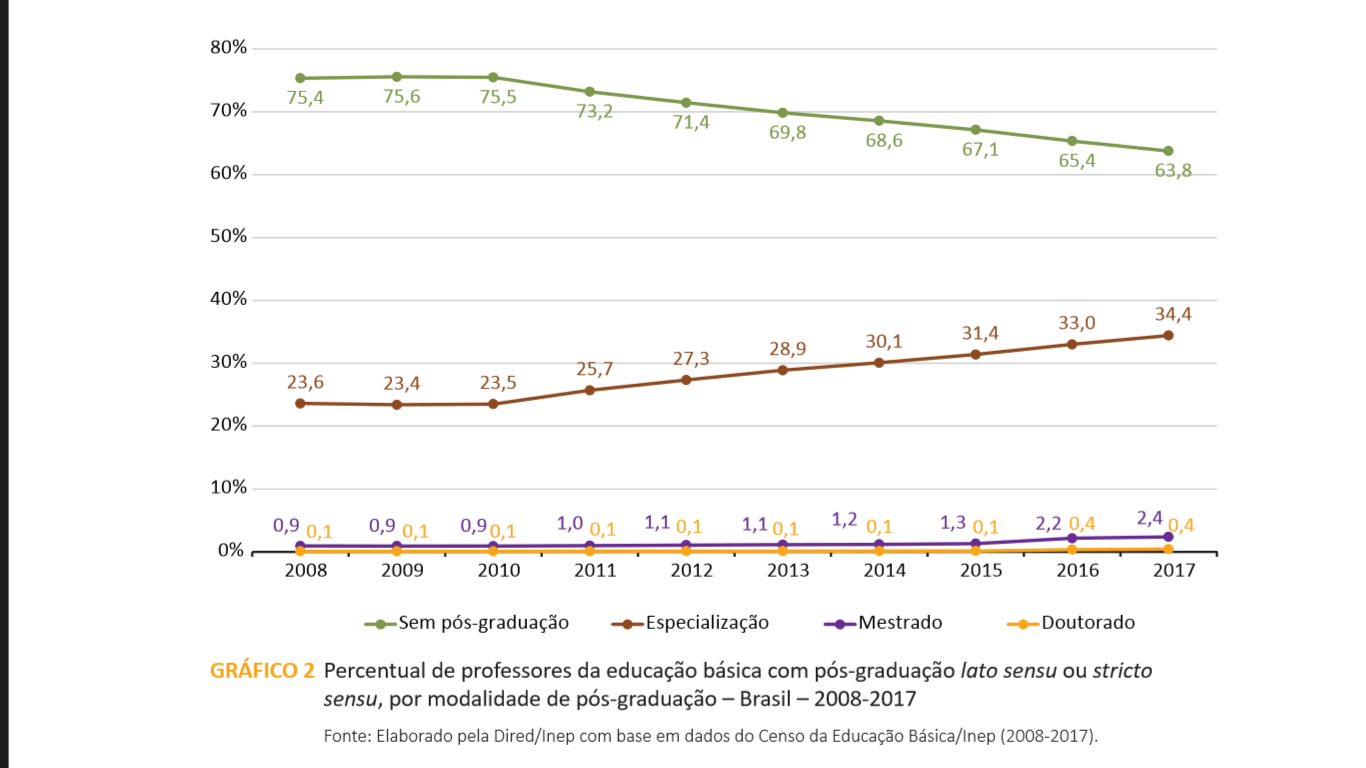 80%
75,4 75,6 75,5 73,2 71,4 69,8 68,6 67,1 65,4 63,8
70%
60%
50%
40%
30%
23,6 23,4 23,5 25,7 27,3 28,9 30,1 31,4 33,0 34,4
20%
10%
0,9 0,1 0,9 0,1 0,9 0,1 1,0 0,1 1,1 0,1 1,1 0,1 1,2 0,1 1,3 0,1 2,2 0,4 2,4 0,4
0%
2008 2009 2010 2011 2012 2013 2014 2015 2016 2017
Sem pós-graduação Especialização Mestrado Doutorado
GRÁFICO 2 Percentual de professores da educação básica com pós-graduação lato sensu ou stricto
sensu, por modalidade de pós-graduação – Brasil – 2008-2017
Fonte: Elaborado pela Dired/Inep com base em dados do Censo da Educação Básica/Inep (2008-2017).